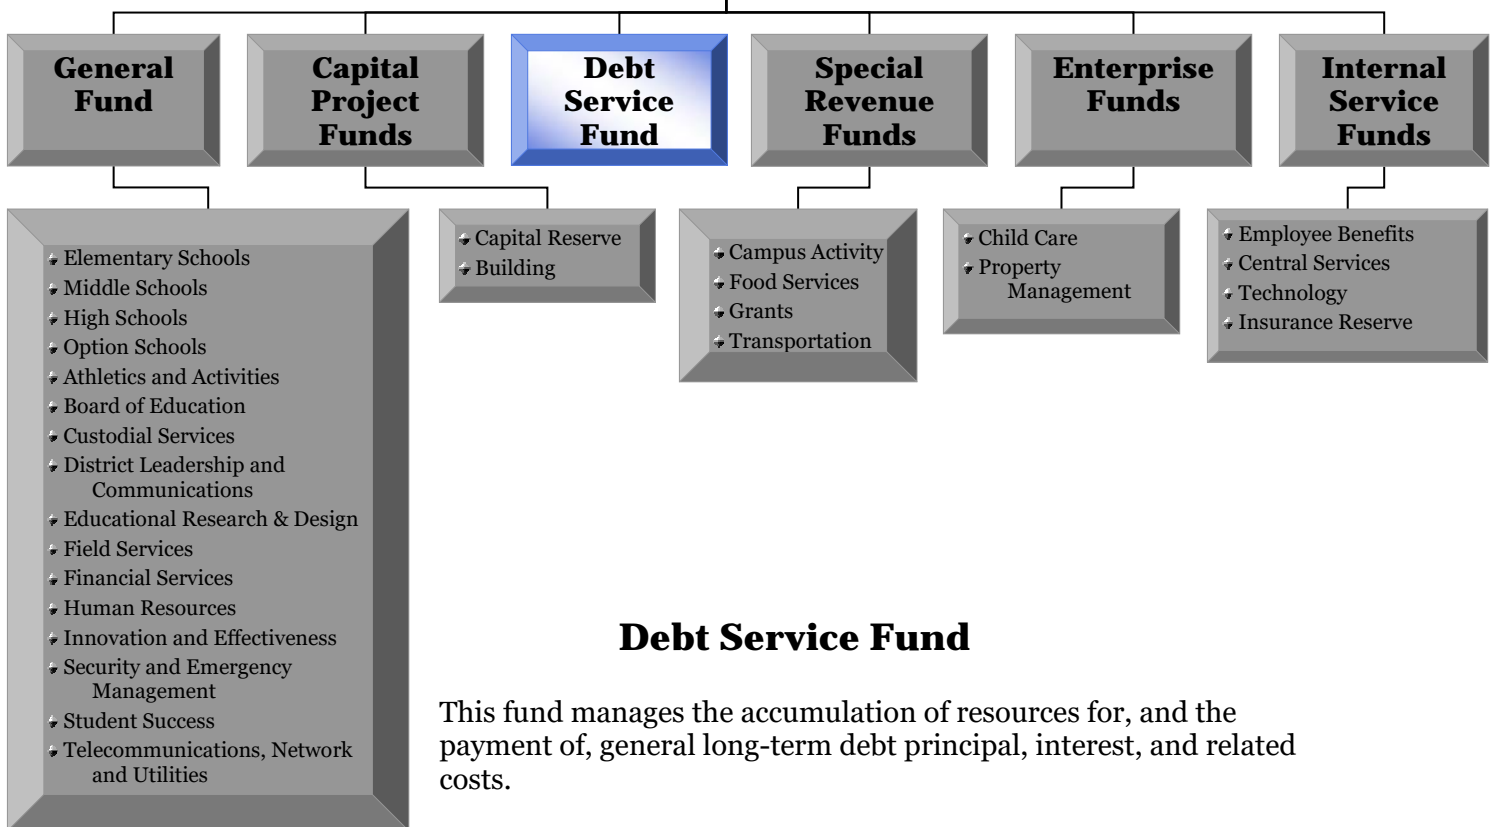 General
Fund
Capital
Project
Funds
Debt
Service
Fund
Special
Revenue
Funds
Enterprise
Funds
Internal
Service
Funds
Elementary Schools
Middle Schools
High Schools
Option Schools
Athletics and Activities
Board of Education
Custodial Services
District Leadership and
Communications
Educational Research & Design
Field Services
Financial Services
Human Resources
Innovation and Effectiveness
Security and Emergency
Management
Student Success
Telecommunications, Network
and Utilities
Capital Reserve
Building
Campus Activity
Food Services
Grants
Transportation
Child Care
Property
Management
Employee Benefits
Central Services
Technology
Insurance Reserve
Debt Service Fund
This fund manages the accumulation of resources for, and the
payment of, general long-term debt principal, interest, and related
costs.